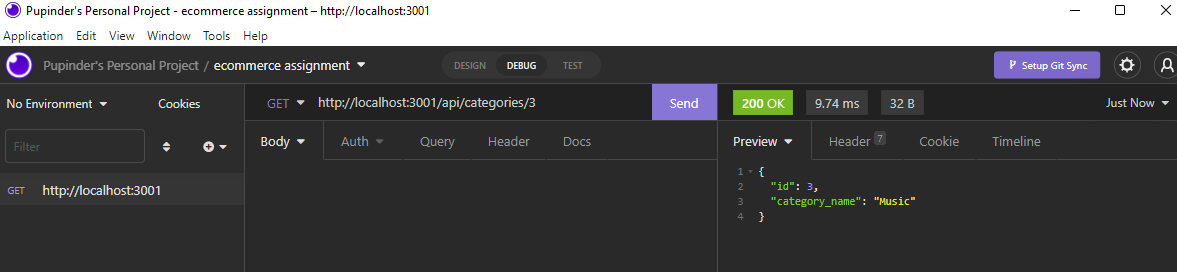 Pupinder's Personal Project - ecommerce assignment – http://localhost:3001
Application Edit View Window Tools Help
Pupinder's Personal Project / ecommerce assignment DESIGN DEBUG TEST Setup Git Sync
No Environment Cookies GET http://localhost:3001/api/categories/3 Send 200 OK 9.74 ms 32 B Just Now
Filter Body Auth Query Header Docs Preview Header 7 Cookie Timeline
GET http://localhost:3001
1 {
2 "id": 3,
3 "category_name": "Music"
4 }